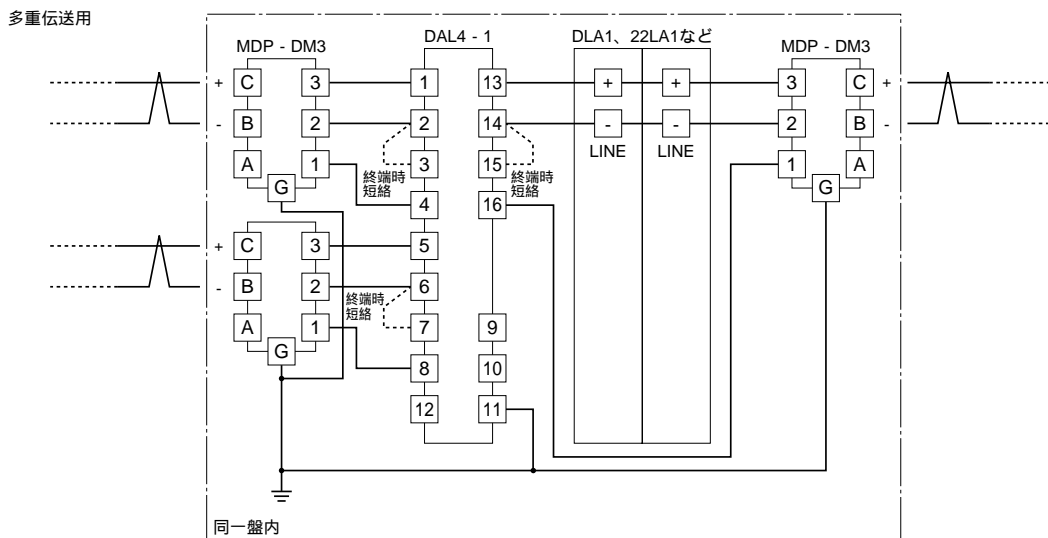 多重伝送用
MDP - DM3
DAL4 - 1
DLA1、22LA1など
MDP - DM3
+ C 3 1 13 + + 3 C +
- B 2 2 14 - - 2 B -
LINE LINE
A 1 3 15 1 A
終端時
短絡
終端時
短絡
G 4 16 G
+ C 3 5
- B 2 6
終端時
短絡
A 1 7 9
G 8 10
12 11
同一盤内